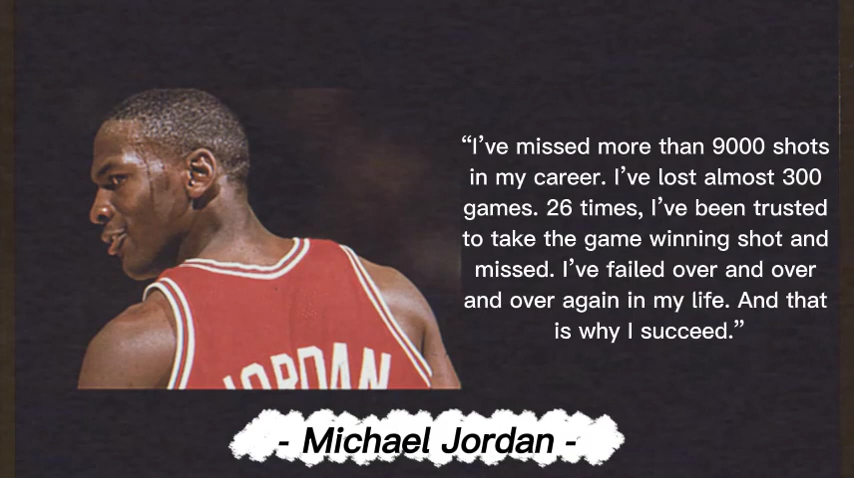 “I’ve missed more than 9000 shots
in my career. I’ve lost almost 300
games. 26 times, I’ve been trusted
to take the game winning shot and
missed. I’ve failed over and over
and over again in my life. And that
is why I succeed.”
JORDAN
- Michael Jordan -